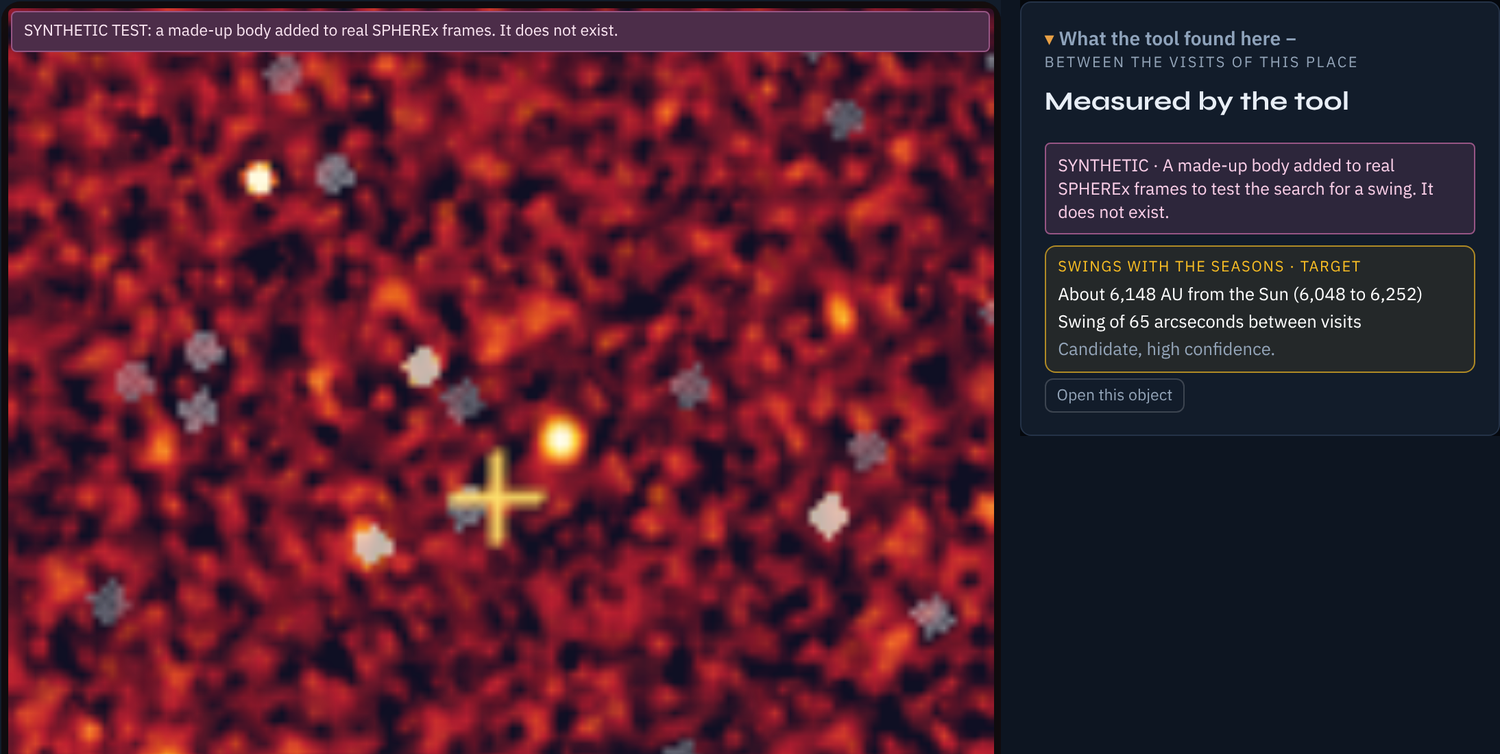 SYNTHETIC TEST: a made-up body added to real SPHEREx frames. It does not exist.
▾ What the tool found here –
BETWEEN THE VISITS OF THIS PLACE
Measured by the tool
SYNTHETIC · A made-up body added to real
SPHEREx frames to test the search for a swing. It
does not exist.
SWINGS WITH THE SEASONS · TARGET
About 6,148 AU from the Sun (6,048 to 6,252)
Swing of 65 arcseconds between visits
Candidate, high confidence.
Open this object